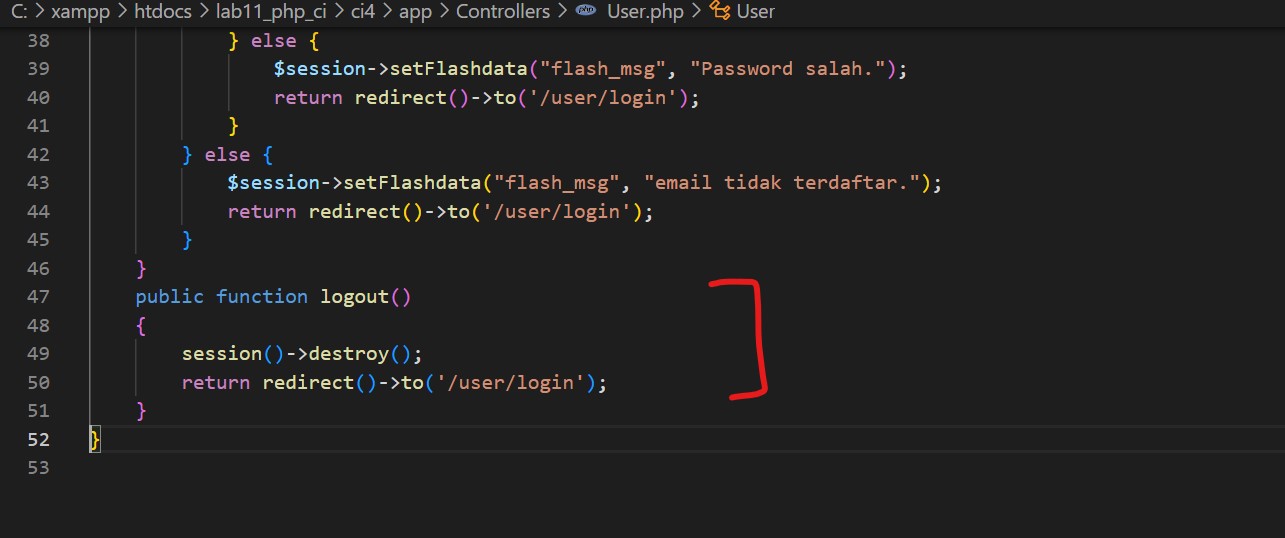 C: > xampp > htdocs > lab11_php_ci > ci4 > app > Controllers > php User.php > User
38 } else {
39 $session->setFlashdata("flash_msg", "Password salah.");
40 return redirect()->to('/user/login');
41 }
42 } else {
43 $session->setFlashdata("flash_msg", "email tidak terdaftar.");
44 return redirect()->to('/user/login');
45 }
46 }
47 public function logout()
48 {
49 session()->destroy();
50 return redirect()->to('/user/login');
51 }
52 }
53